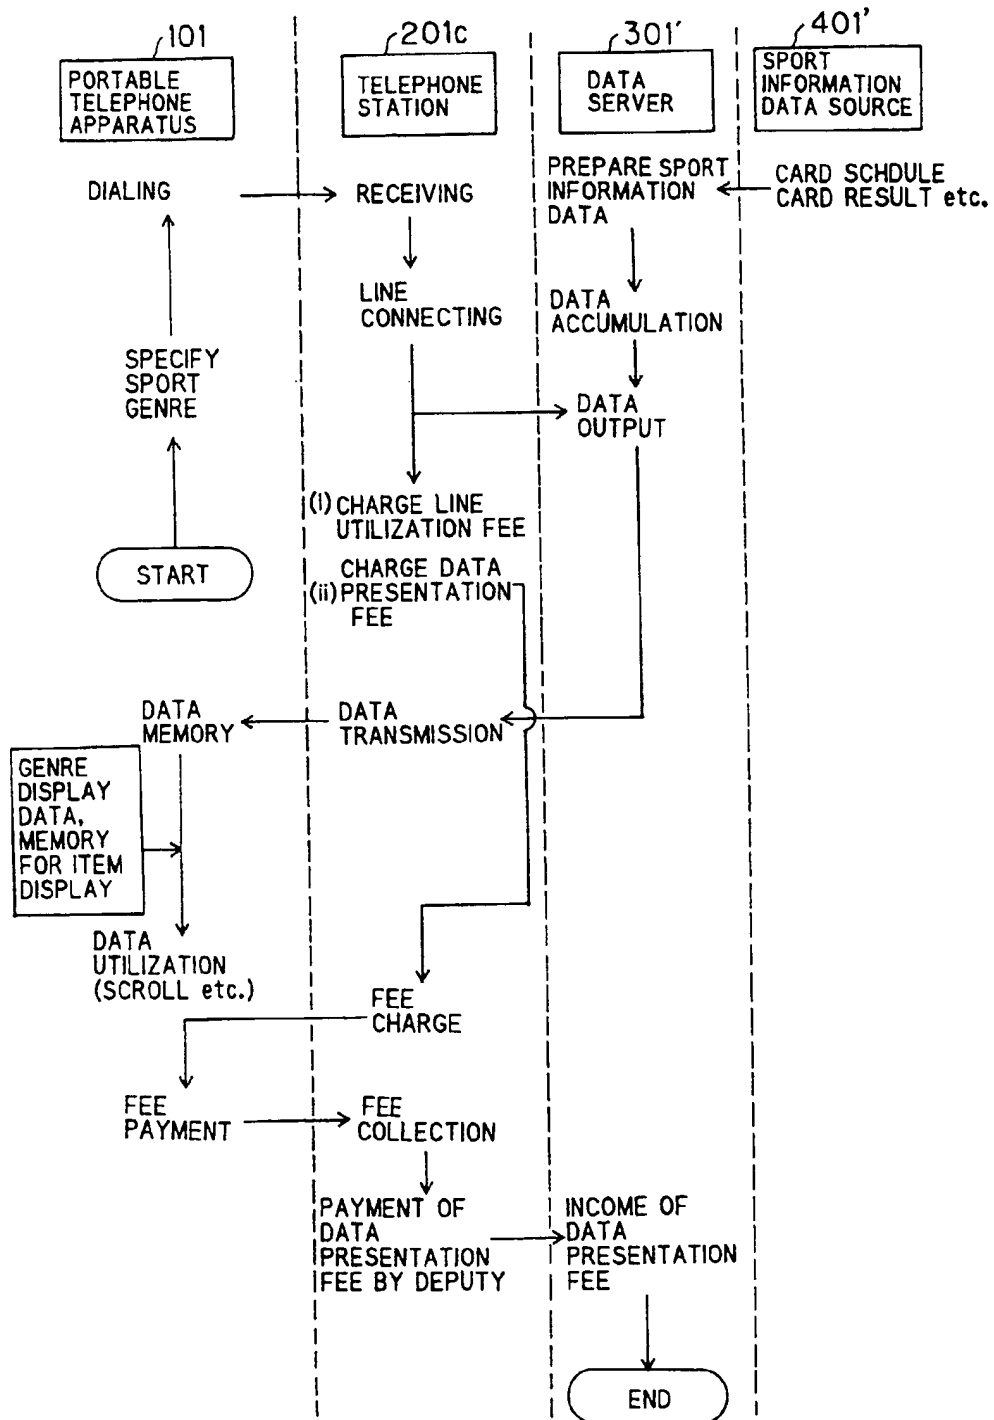 101
201c
301'
401'
PORTABLE
TELEPHONE
APPARATUS
TELEPHONE
STATION
DATA
SERVER
SPORT
INFORMATION
DATA SOURCE
DIALING
RECEIVING
PREPARE SPORT
INFORMATION
DATA
CARD SCHDULE
CARD RESULT etc.
LINE
CONNECTING
DATA
ACCUMULATION
SPECIFY
SPORT
GENRE
DATA
OUTPUT
(i) CHARGE LINE
UTILIZATION FEE
START
CHARGE DATA
(ii) PRESENTATION
FEE
DATA
MEMORY
DATA
TRANSMISSION
GENRE
DISPLAY
DATA,
MEMORY
FOR ITEM
DISPLAY
DATA
UTILIZATION
(SCROLL etc.)
FEE
CHARGE
FEE
PAYMENT
FEE
COLLECTION
PAYMENT OF
DATA
PRESENTATION
FEE BY DEPUTY
INCOME OF
DATA
PRESENTATION
FEE
END